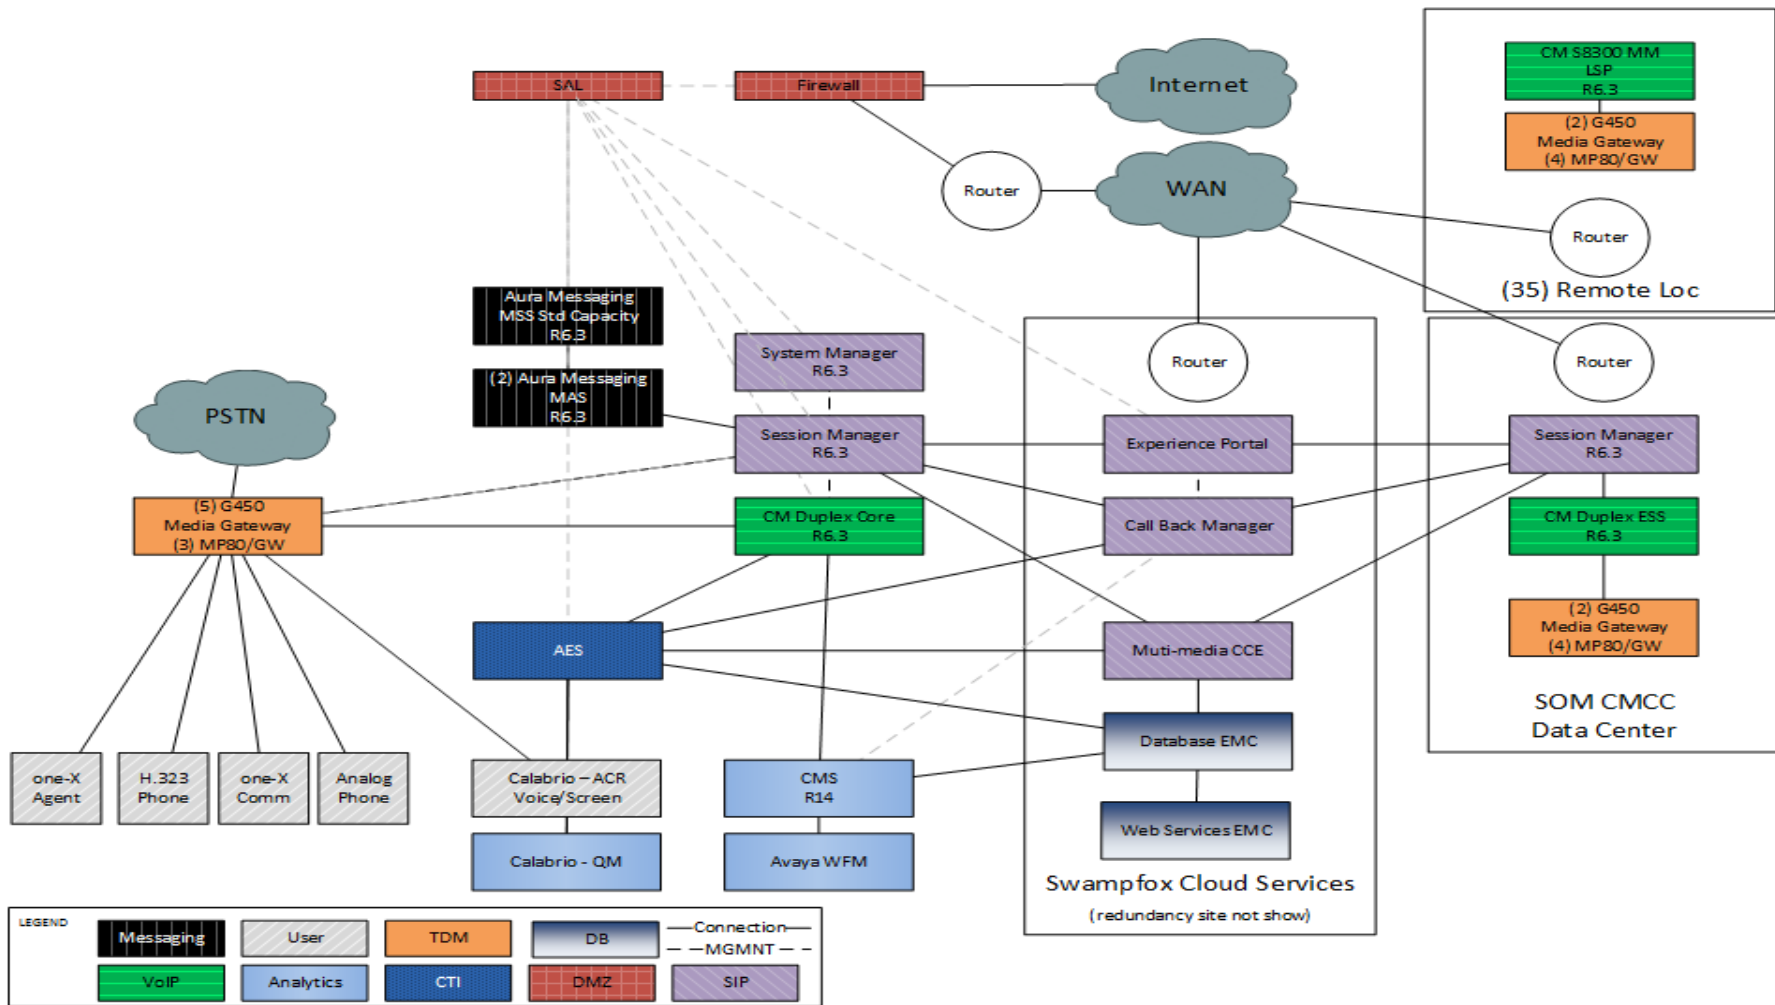 SAL
Firewall
Internet
CM S8300 MM
LSP
R6.3
(2) G450
Media Gateway
(4) MP80/GW
Router
WAN
Router
(35) Remote Loc
Aura Messaging
MSS Std Capacity
R6.3
System Manager
R6.3
Router
Router
(2) Aura Messaging
MAS
R6.3
PSTN
Session Manager
R6.3
Experience Portal
Session Manager
R6.3
(5) G450
Media Gateway
(3) MP80/GW
CM Duplex Core
R6.3
Call Back Manager
CM Duplex ESS
R6.3
(2) G450
Media Gateway
(4) MP80/GW
AES
Muti-media CCE
SOM CMCC
Data Center
Database EMC
one-X
Agent
H.323
Phone
one-X
Comm
Analog
Phone
Calabrio – ACR
Voice/Screen
CMS
R14
Web Services EMC
Calabrio - QM
Avaya WFM
Swampfox Cloud Services
(redundancy site not show)
LEGEND
Messaging
User
TDM
DB
Connection
MGMNT
VoIP
Analytics
CTI
DMZ
SIP